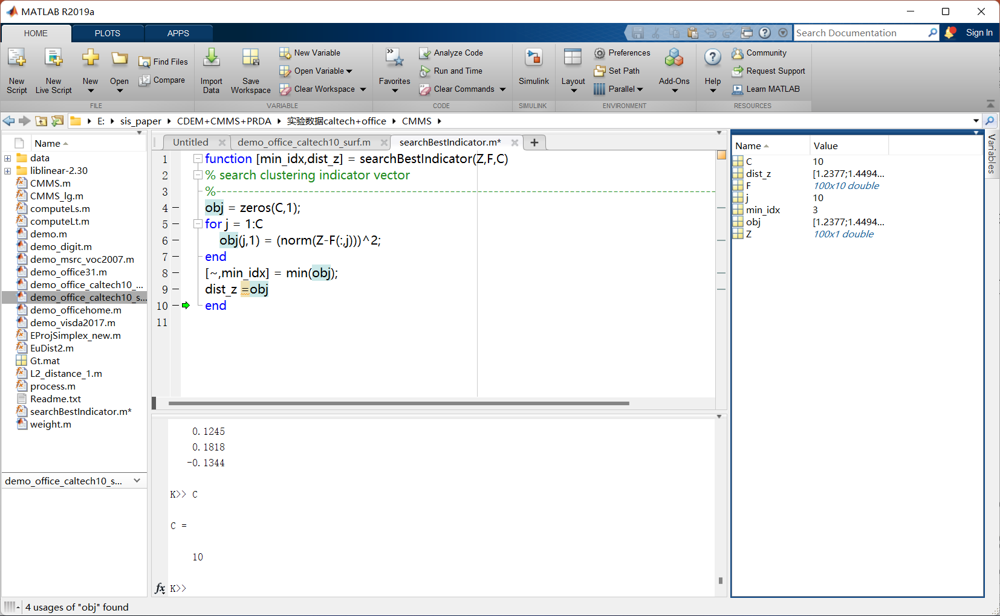 MATLAB R2019a
HOME PLOTS APPS
Search Documentation
Sign In
New Script
New Live Script
New
Open
Find Files
Compare
FILE
Import Data
Save Workspace
New Variable
Open Variable
Clear Workspace
VARIABLE
Favorites
Analyze Code
Run and Time
Clear Commands
CODE
Simulink
SIMULINK
Layout
Preferences
Set Path
Parallel
Add-Ons
ENVIRONMENT
Help
Community
Request Support
Learn MATLAB
RESOURCES
E: sis_paper CDEM+CMMS+PRDA 实验数据caltech+office CMMS
Name
data
liblinear-2.30
CMMS.m
CMMS_lg.m
computeLs.m
computeLt.m
demo.m
demo_digit.m
demo_msrc_voc2007.m
demo_office31.m
demo_office_caltech10_...
demo_office_caltech10_s...
demo_officehome.m
demo_visda2017.m
EProjSimplex_new.m
EuDist2.m
Gt.mat
L2_distance_1.m
process.m
Readme.txt
searchBestIndicator.m*
weight.m
demo_office_caltech10_s...
Untitled demo_office_caltech10_surf.m searchBestIndicator.m*
1 function [min_idx,dist_z] = searchBestIndicator(Z,F,C)
2 % search clustering indicator vector
3 %------------------------------------------------------------------------
4 obj = zeros(C,1);
5 for j = 1:C
6 obj(j,1) = (norm(Z-F(:,j)))^2;
7 end
8 [~,min_idx] = min(obj);
9 dist_z =obj
10 end
11
0.1245
0.1818
-0.1344
K>> C
C =
10
fx K>>
Name Value
C 10
dist_z [1.2377;1.4494...
F 100x10 double
j 10
min_idx 3
obj [1.2377;1.4494...
Z 100x1 double
Variables
4 usages of "obj" found